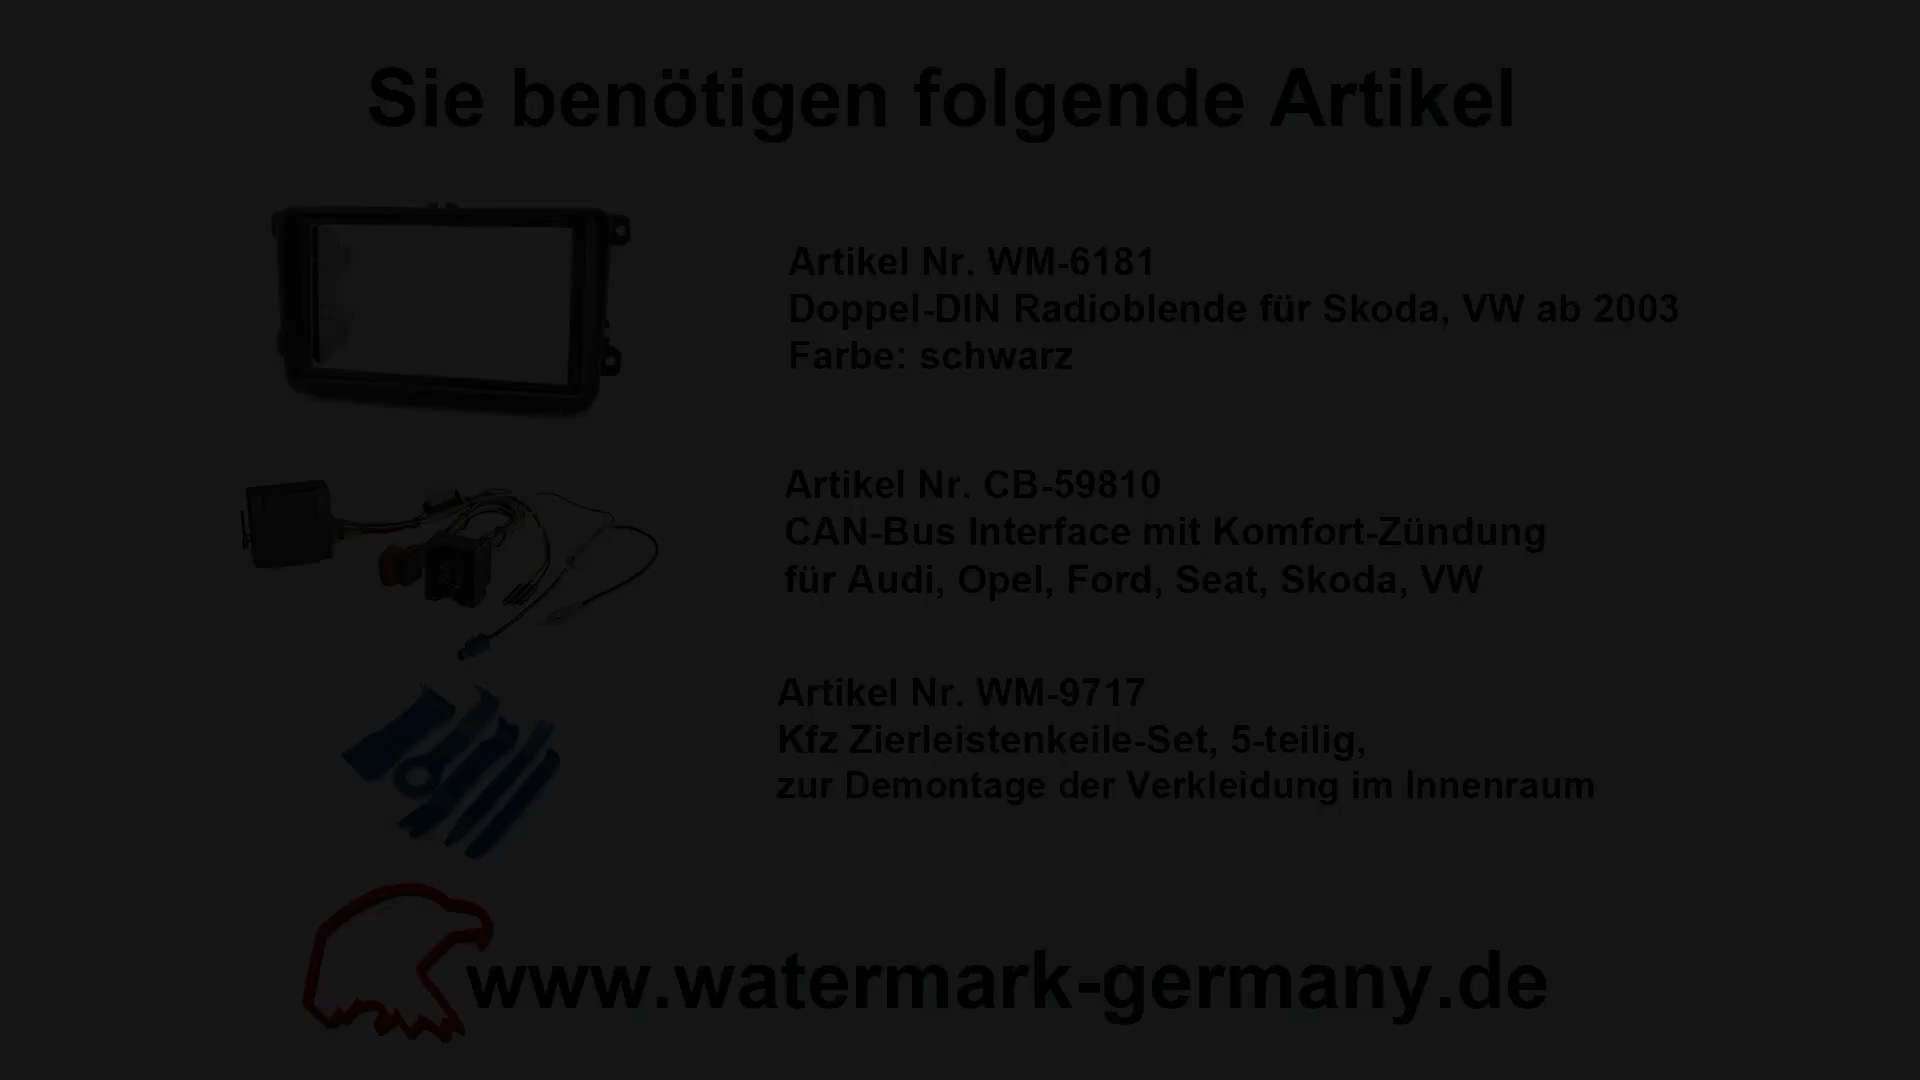 Sie benötigen folgende Artikel
Artikel Nr. WM-6181
Doppel-DIN Radioblende für Skoda, VW ab 2003
Farbe: schwarz
Artikel Nr. CB-59810
CAN-Bus Interface mit Komfort-Zündung
für Audi, Opel, Ford, Seat, Skoda, VW
Artikel Nr. WM-9717
Kfz Zierleistenkeile-Set, 5-teilig,
zur Demontage der Verkleidung im Innenraum
www.watermark-germany.de